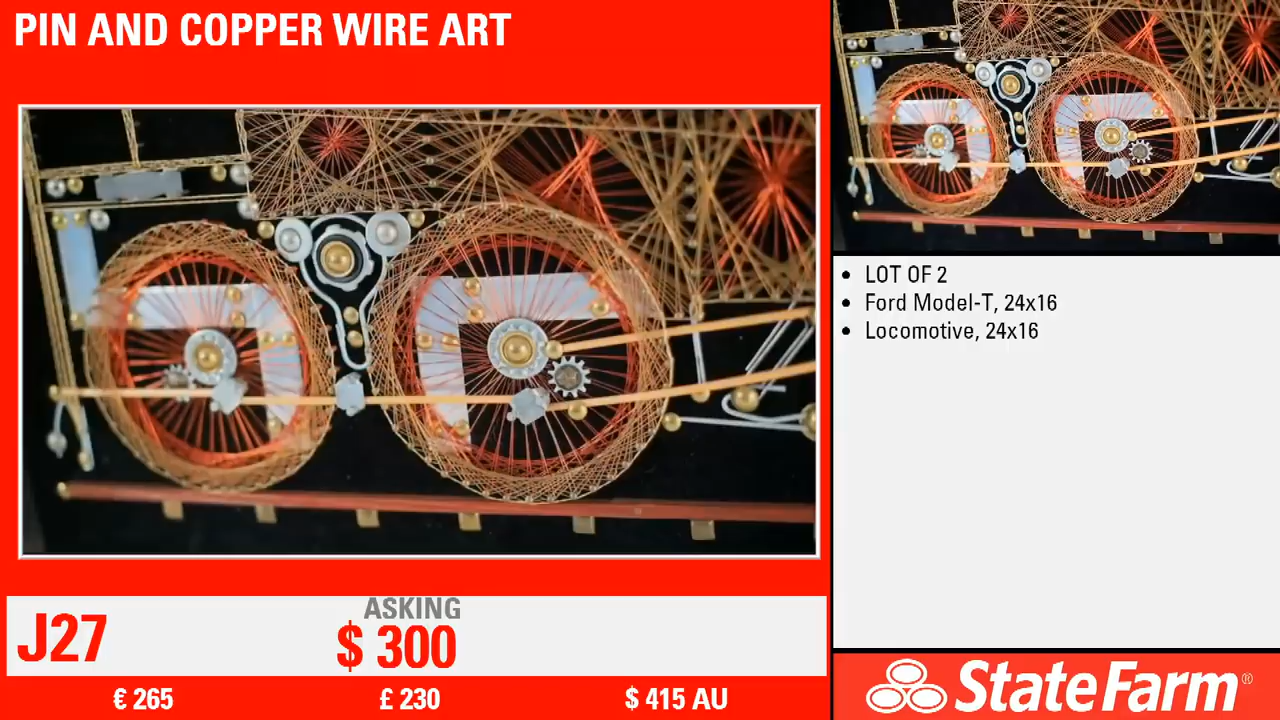 PIN AND COPPER WIRE ART
LOT OF 2
Ford Model-T, 24x16
Locomotive, 24x16
ASKING
J27
$ 300
€ 265
£ 230
$ 415 AU
StateFarm®